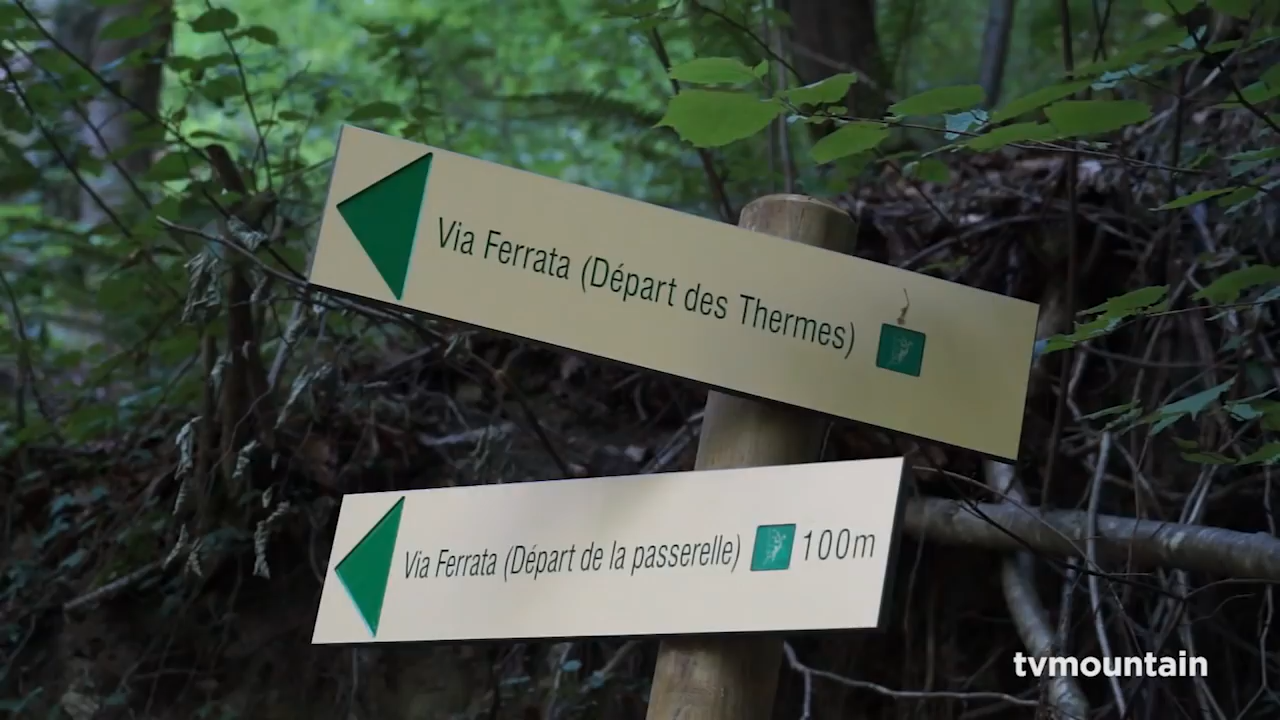 Via Ferrata (Départ des Thermes)
Via Ferrata (Départ de la passerelle) 100m
tvmountain